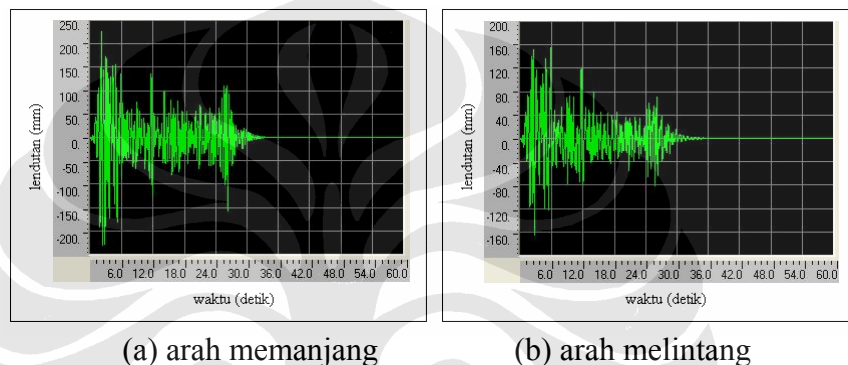 250.
200.
150.
100.
50.
0.
-50.
-100.
-150.
-200.
lendutan (mm)
6.0 12.0 18.0 24.0 30.0 36.0 42.0 48.0 54.0 60.0
waktu (detik)
200.
160.
120.
80.
40.
0.
-40.
-80.
-120.
-160.
lendutan (mm)
6.0 12.0 18.0 24.0 30.0 36.0 42.0 48.0 54.0 60.0
waktu (detik)
(a) arah memanjang
(b) arah melintang